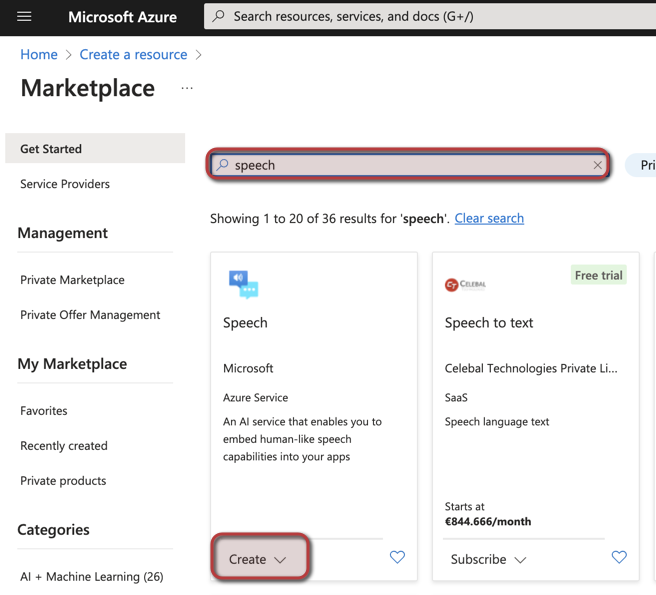 Microsoft Azure
Search resources, services, and docs (G+/)
Home > Create a resource >
Marketplace ...
Get Started
Service Providers
Management
Private Marketplace
Private Offer Management
My Marketplace
Favorites
Recently created
Private products
Categories
AI + Machine Learning (26)
speech
Pri
Showing 1 to 20 of 36 results for 'speech'. Clear search
Speech
Microsoft
Azure Service
An AI service that enables you to
embed human-like speech
capabilities into your apps
Create
CT CELEBAL
Free trial
Speech to text
Celebal Technologies Private Li...
SaaS
Speech language text
Starts at
€844.666/month
Subscribe